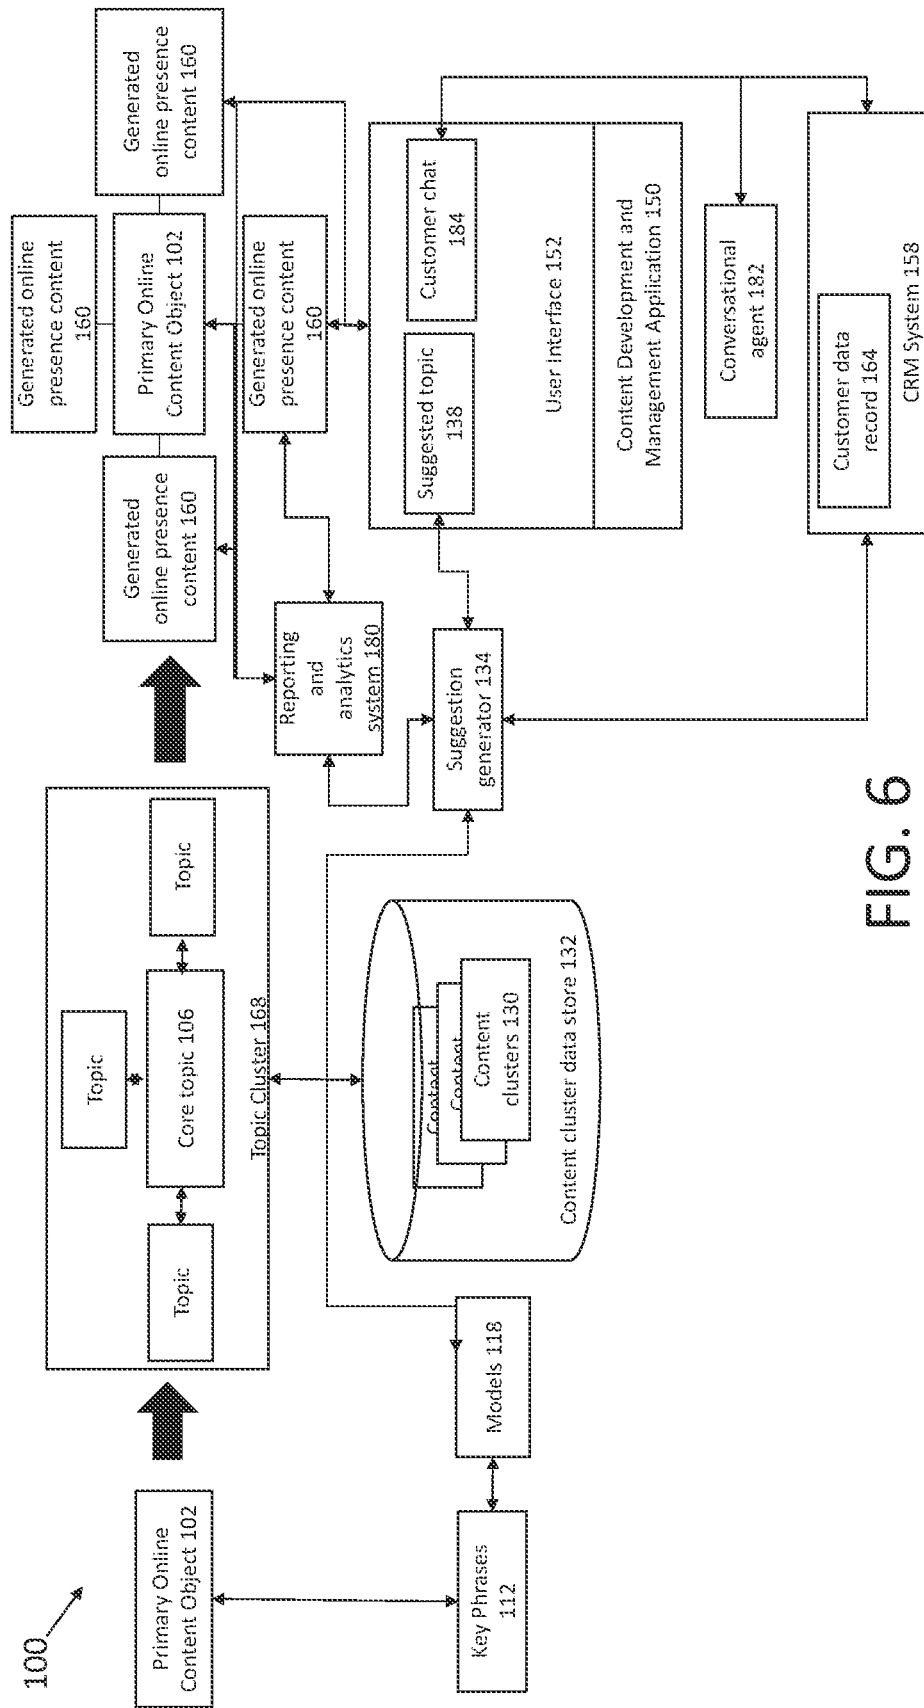 100
Primary Online
Content Object 102
Key Phrases
112
Models 118
Topic
Topic
Core topic 106
Topic
Topic Cluster 168
Content
Content
Content
clusters 130
Content cluster data store 132
Generated online
presence content
160
Generated
online presence
content 160
Primary Online
Content Object 102
Generated
online presence
content 160
Generated online
presence content
160
Reporting
and
analytics
system 180
Suggestion
generator 134
Suggested topic
138
Customer chat
184
User Interface 152
Content Development and
Management Application 150
Conversational
agent 182
Customer data
record 164
CRM System 158
FIG. 6